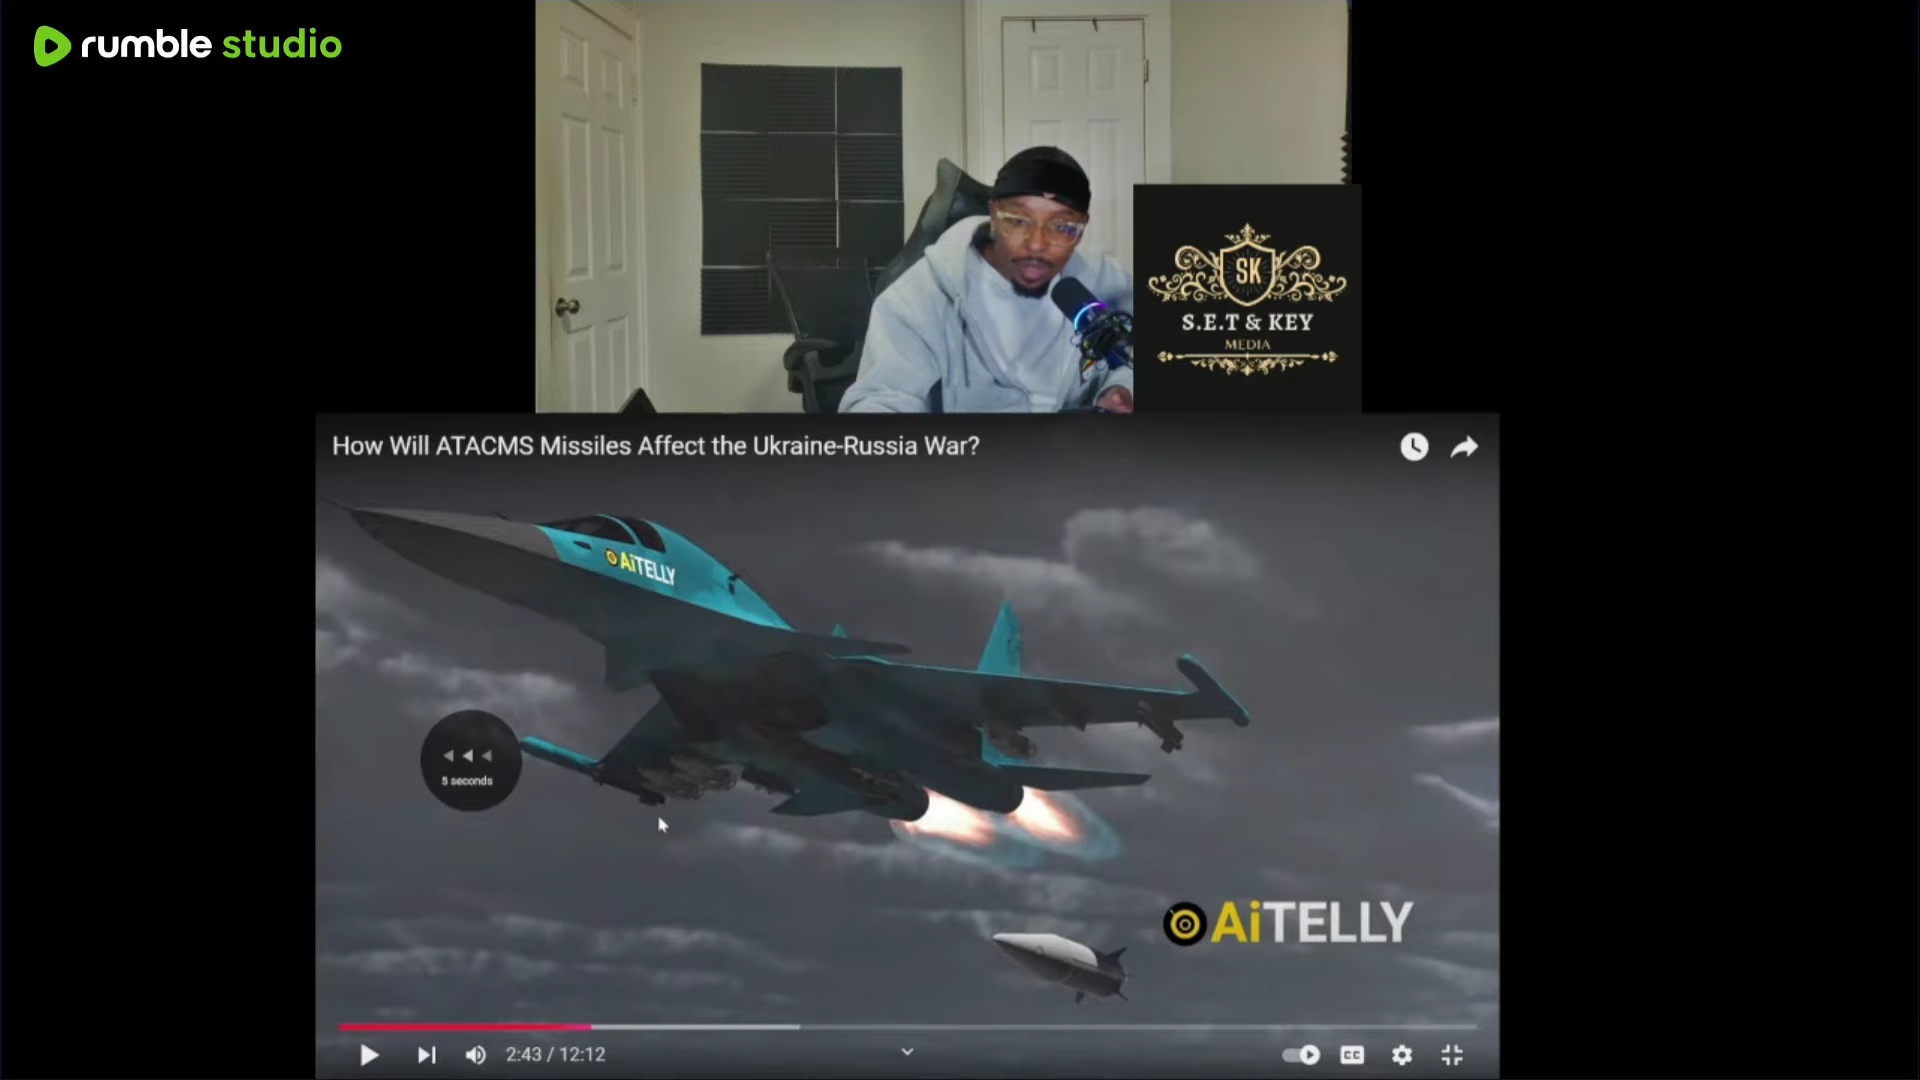 rumble studio
SK
S.E.T & KEY
MEDIA
How Will ATACMS Missiles Affect the Ukraine-Russia War?
AiTELLY
5 seconds
AiTELLY
2:43 / 12:12
CC